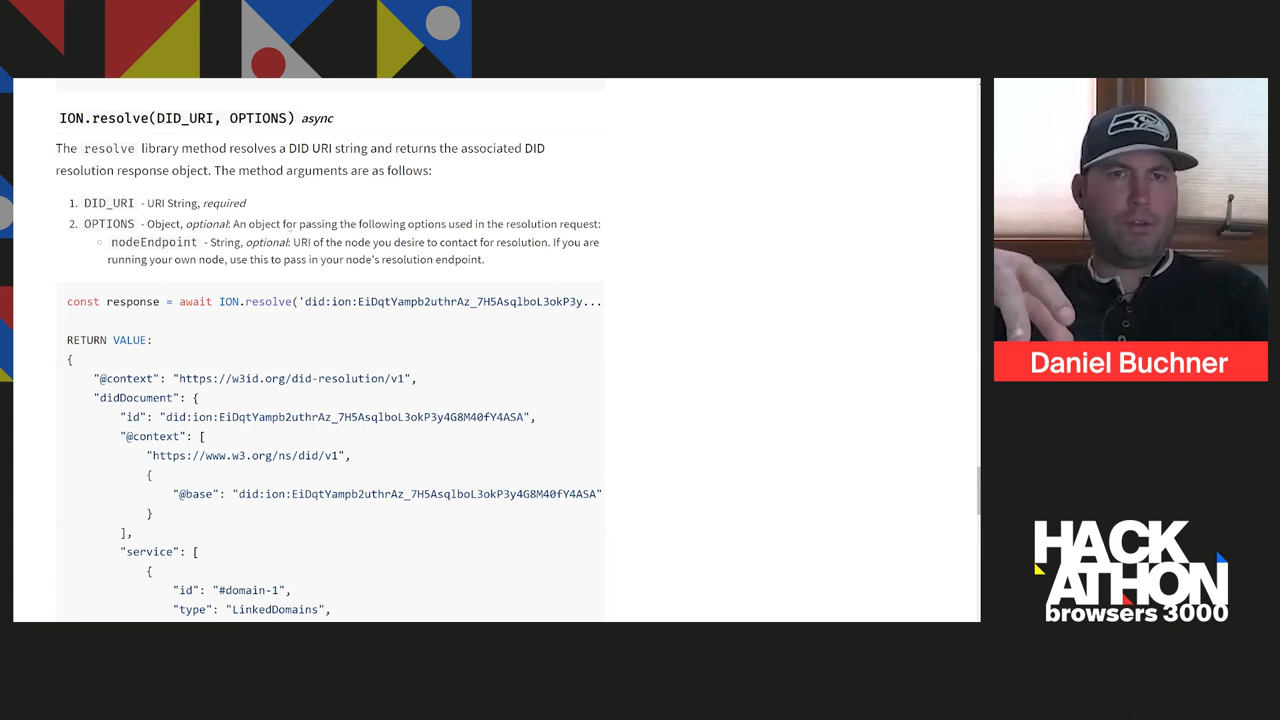 ION.resolve(DID_URI, OPTIONS) async
The resolve library method resolves a DID URI string and returns the associated DID
resolution response object. The method arguments are as follows:
1. DID_URI - URI String, required
2. OPTIONS - Object, optional: An object for passing the following options used in the resolution request:
nodeEndpoint - String, optional: URI of the node you desire to contact for resolution. If you are
running your own node, use this to pass in your node's resolution endpoint.
const response = await ION.resolve('did:ion:EiDqtYampb2uthrAz_7H5AsqlboL3okP3y...
RETURN VALUE:
{
"@context": "https://w3id.org/did-resolution/v1",
"didDocument": {
"id": "did:ion:EiDqtYampb2uthrAz_7H5AsqlboL3okP3y4G8M40fY4ASA",
"@context": [
"https://www.w3.org/ns/did/v1",
{
"@base": "did:ion:EiDqtYampb2uthrAz_7H5AsqlboL3okP3y4G8M40fY4ASA"
}
],
"service": [
{
"id": "#domain-1",
"type": "LinkedDomains",
Daniel Buchner
HACK
ATHON
browsers 3000